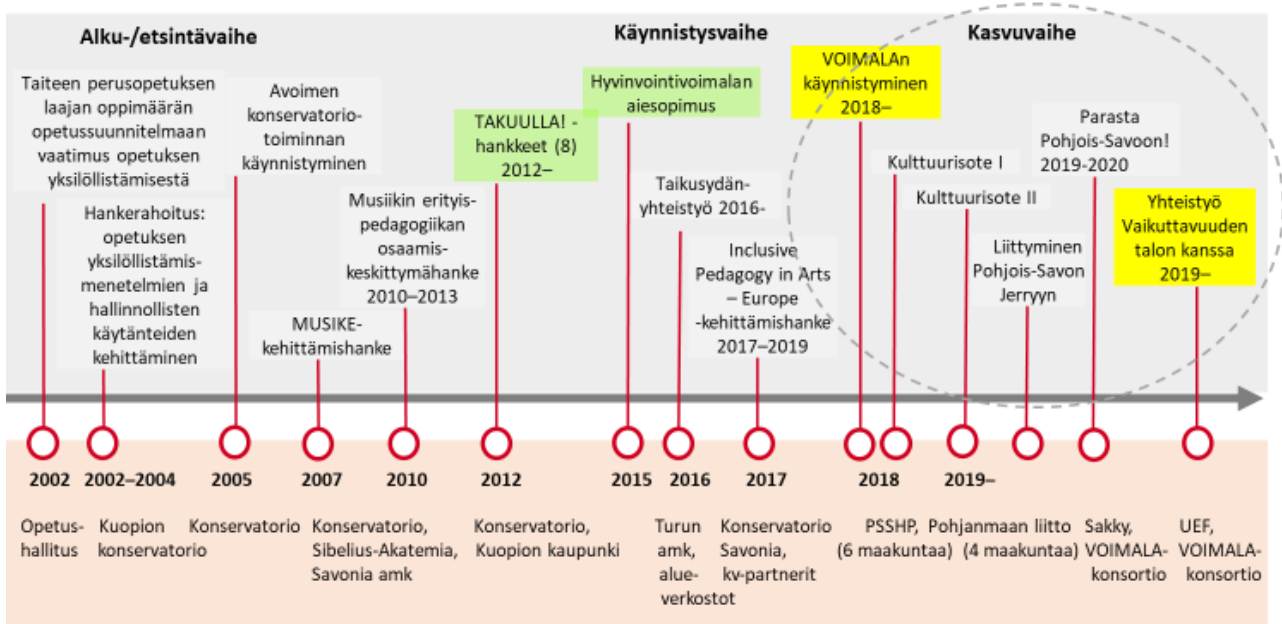 Alku-/etsintävaihe
Käynnistysvaihe
Kasvuvaihe
Taiteen perusopetuksen
laajan oppimäärän
opetussuunnitelmaan
vaatimus opetuksen
yksilöllistämisestä
Hankerahoitus:
opetuksen
yksilöllistämis-
menetelmien ja
hallinnollisten
käytänteiden
kehittäminen
Avoimen
konservatorio-
toiminnan
käynnistyminen
MUSIKE-
kehittämishanke
Musiikin erityis-
pedagogiikan
osaamis-
keskittymähanke
2010–2013
TAKUULLA! -
hankkeet (8)
2012–
Hyvinvointivoimalan
aiesopimus
Taikusydän-
yhteistyö 2016-
Inclusive
Pedagogy in Arts
– Europe
-kehittämishanke
2017–2019
VOIMALAn
käynnistyminen
2018–
Kulttuurisote I
Kulttuurisote II
Liittyminen
Pohjois-Savon
Jerryyn
Parasta
Pohjois-Savoon!
2019-2020
Yhteistyö
Vaikuttavuuden
talon kanssa
2019–
2002
2002–2004
2005
2007
2010
2012
2015
2016
2017
2018
2019–
Opetus-
hallitus
Kuopion
konservatorio
Konservatorio
Konservatorio,
Sibelius-Akatemia,
Savonia amk
Konservatorio,
Kuopion kaupunki
Turun
amk,
alue-
verkostot
Konservatorio
Savonia,
kv-partnerit
PSSHP,
(6 maakuntaa)
Pohjanmaan liitto
(4 maakuntaa)
Sakky,
VOIMALA-
konsortio
UEF,
VOIMALA-
konsortio